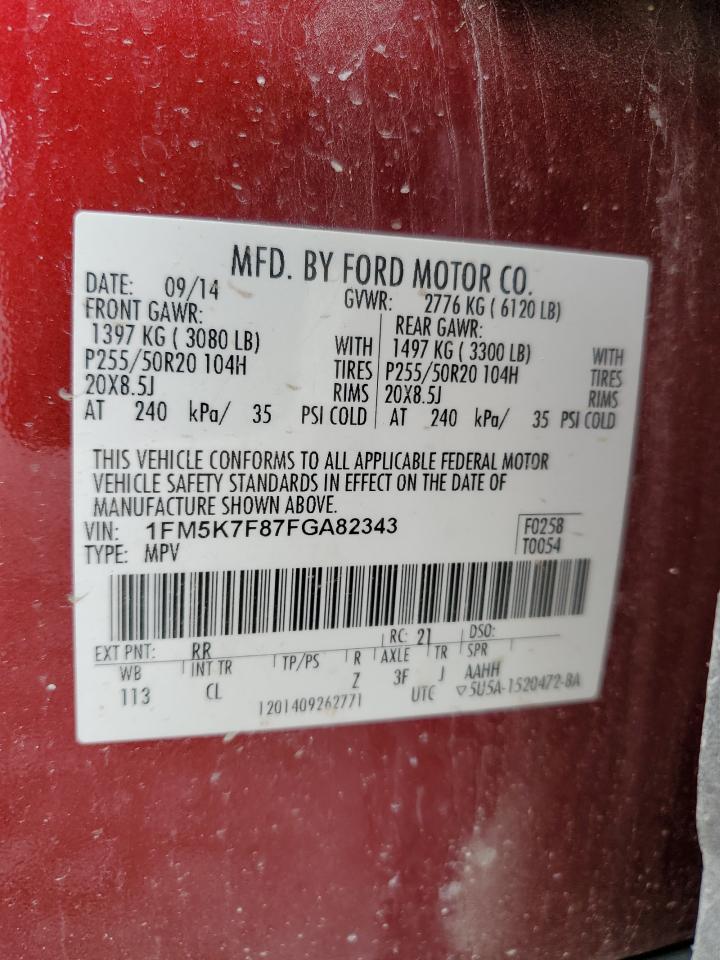 MFD. BY FORD MOTOR CO.
DATE: 09/14 GVWR: 2776 KG ( 6120 LB)
FRONT GAWR: REAR GAWR:
1397 KG ( 3080 LB) WITH 1497 KG ( 3300 LB) WITH
P255/50R20 104H TIRES P255/50R20 104H TIRES
20X8.5J RIMS 20X8.5J RIMS
AT 240 kPa/ 35 PSI COLD AT 240 kPa/ 35 PSI COLD
THIS VEHICLE CONFORMS TO ALL APPLICABLE FEDERAL MOTOR
VEHICLE SAFETY STANDARDS IN EFFECT ON THE DATE OF
MANUFACTURE SHOWN ABOVE.
VIN: 1FM5K7F87FGA82343 F0258
TYPE: MPV T0054
EXT PNT: RR RC: 21 DSO:
WB INT TR TP/PS R AXLE TR SPR
113 CL Z 3F J AAHH
1201409262771 UTC ▽5U5A-1520472-BA